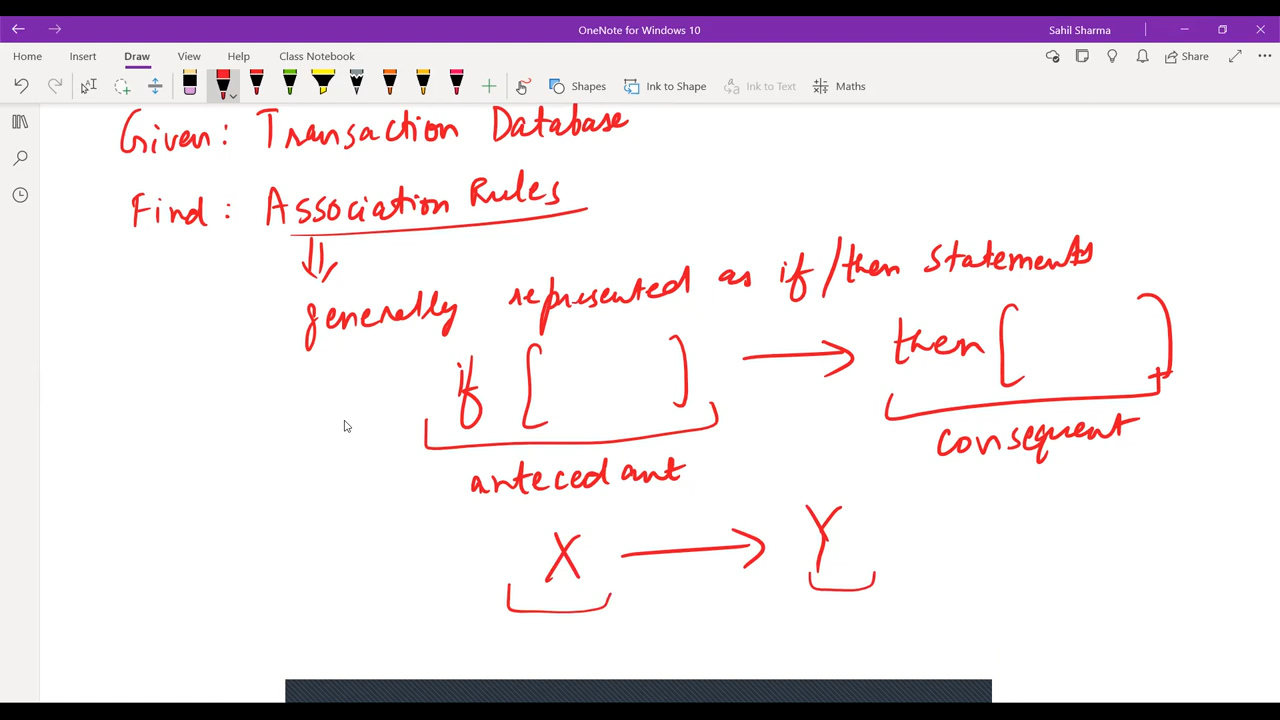 OneNote for Windows 10
Sahil Sharma
Home Insert Draw View Help Class Notebook
Share
Shapes Ink to Shape Ink to Text Maths
Given: Transaction Database
Find: Association Rules
generally represented as if/then statements
if [ ] → then [ ]
antecedant consequent
X → Y